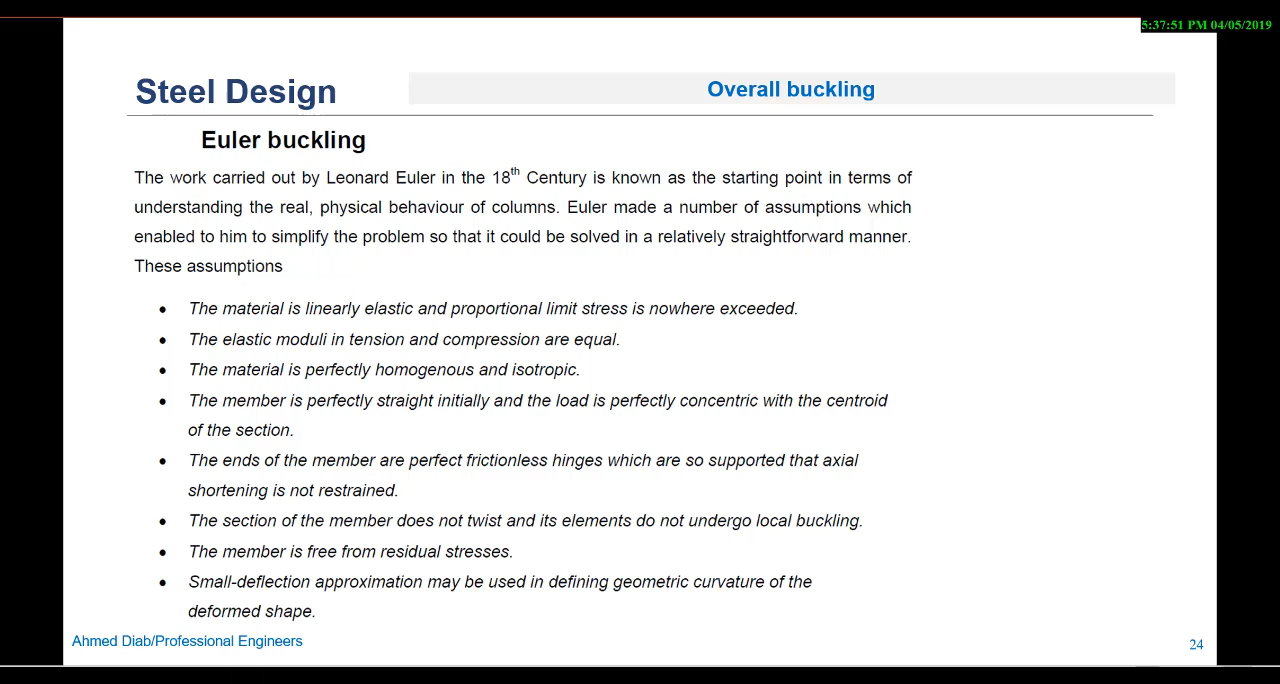 5:37:51 PM 04/05/2019
Steel Design
Overall buckling
Euler buckling
The work carried out by Leonard Euler in the 18th Century is known as the starting point in terms of
understanding the real, physical behaviour of columns. Euler made a number of assumptions which
enabled to him to simplify the problem so that it could be solved in a relatively straightforward manner.
These assumptions
• The material is linearly elastic and proportional limit stress is nowhere exceeded.
• The elastic moduli in tension and compression are equal.
• The material is perfectly homogenous and isotropic.
• The member is perfectly straight initially and the load is perfectly concentric with the centroid
of the section.
• The ends of the member are perfect frictionless hinges which are so supported that axial
shortening is not restrained.
• The section of the member does not twist and its elements do not undergo local buckling.
• The member is free from residual stresses.
• Small-deflection approximation may be used in defining geometric curvature of the
deformed shape.
Ahmed Diab/Professional Engineers
24